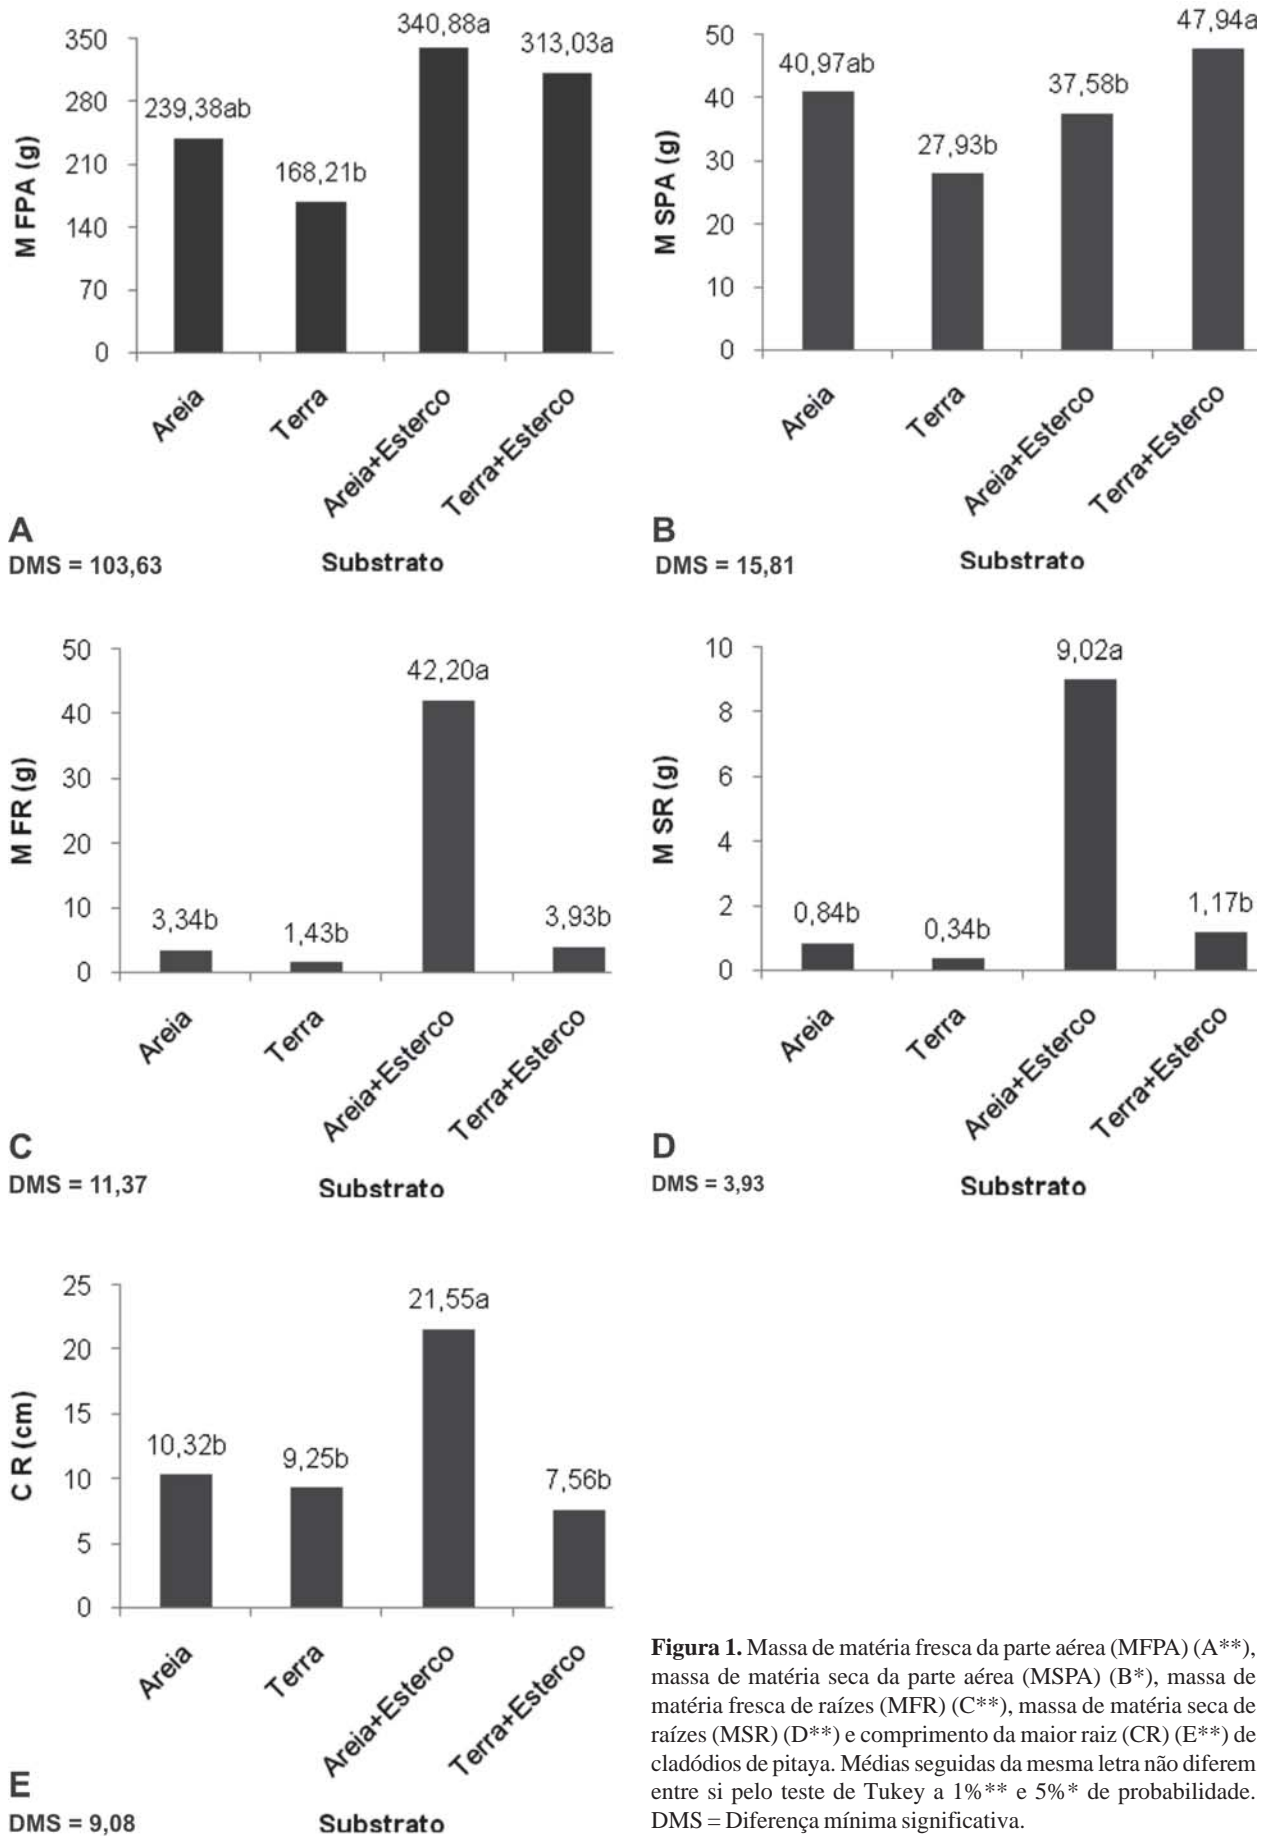 M FPA (g)
350
280
210
140
70
0
239,38ab
168,21b
340,88a
313,03a
Areia
Terra
Areia+Esterco
Terra+Esterco
A
DMS = 103,63
Substrato
M SPA (g)
50
40
30
20
10
0
40,97ab
27,93b
37,58b
47,94a
Areia
Terra
Areia+Esterco
Terra+Esterco
B
DMS = 15,81
Substrato
M FR (g)
50
40
30
20
10
0
3,34b
1,43b
42,20a
3,93b
Areia
Terra
Areia+Esterco
Terra+Esterco
C
DMS = 11,37
Substrato
M SR (g)
10
8
6
4
2
0
0,84b
0,34b
9,02a
1,17b
Areia
Terra
Areia+Esterco
Terra+Esterco
D
DMS = 3,93
Substrato
C R (cm)
25
20
15
10
5
0
10,32b
9,25b
21,55a
7,56b
Areia
Terra
Areia+Esterco
Terra+Esterco
E
DMS = 9,08
Substrato
Figura 1. Massa de matéria fresca da parte aérea (MFPA) (A**),
massa de matéria seca da parte aérea (MSPA) (B*), massa de
matéria fresca de raízes (MFR) (C**), massa de matéria seca de
raízes (MSR) (D**) e comprimento da maior raiz (CR) (E**) de
cladódios de pitaya. Médias seguidas da mesma letra não diferem
entre si pelo teste de Tukey a 1%** e 5%* de probabilidade.
DMS = Diferença mínima significativa.